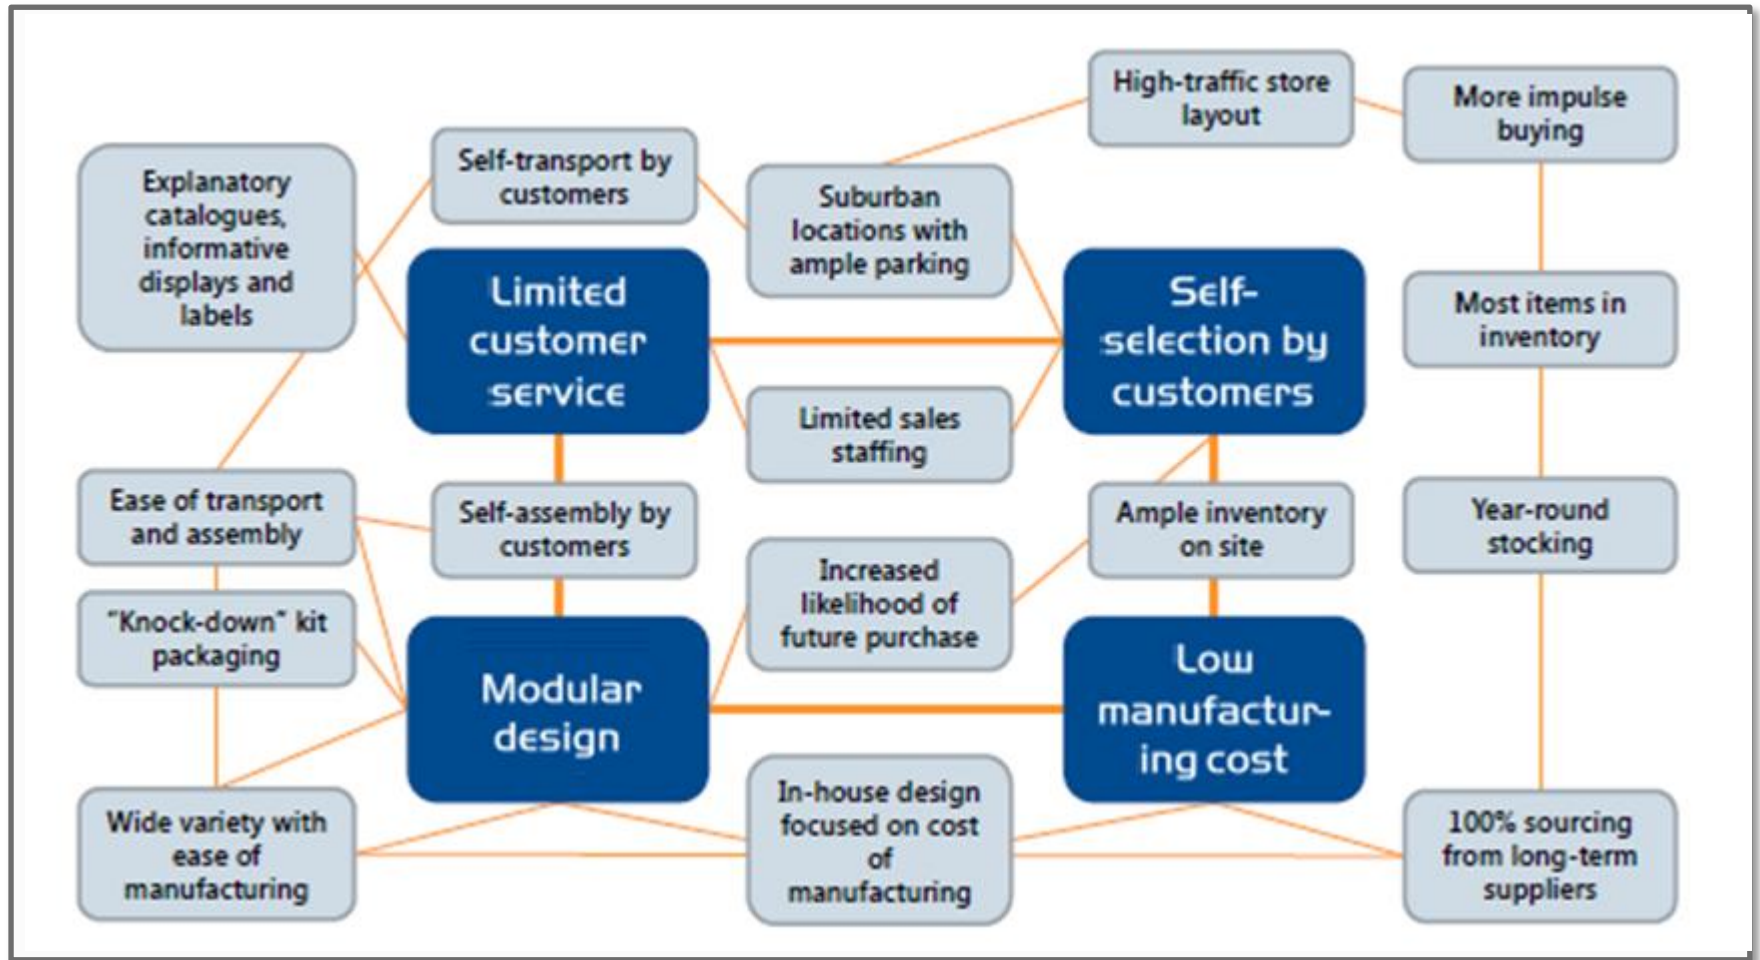 High-traffic store
layout
More impulse
buying
Self-transport by
customers
Explanatory
catalogues,
informative
displays and
labels
Suburban
locations with
ample parking
Limited
customer
service
Self-
selection by
customers
Most items in
inventory
Limited sales
staffing
Ease of transport
and assembly
Self-assembly by
customers
Ample inventory
on site
Year-round
stocking
Increased
likelihood of
future purchase
"Knock-down" kit
packaging
Modular
design
Low
manufactur-
ing cost
Wide variety with
ease of
manufacturing
In-house design
focused on cost
of
manufacturing
100% sourcing
from long-term
suppliers